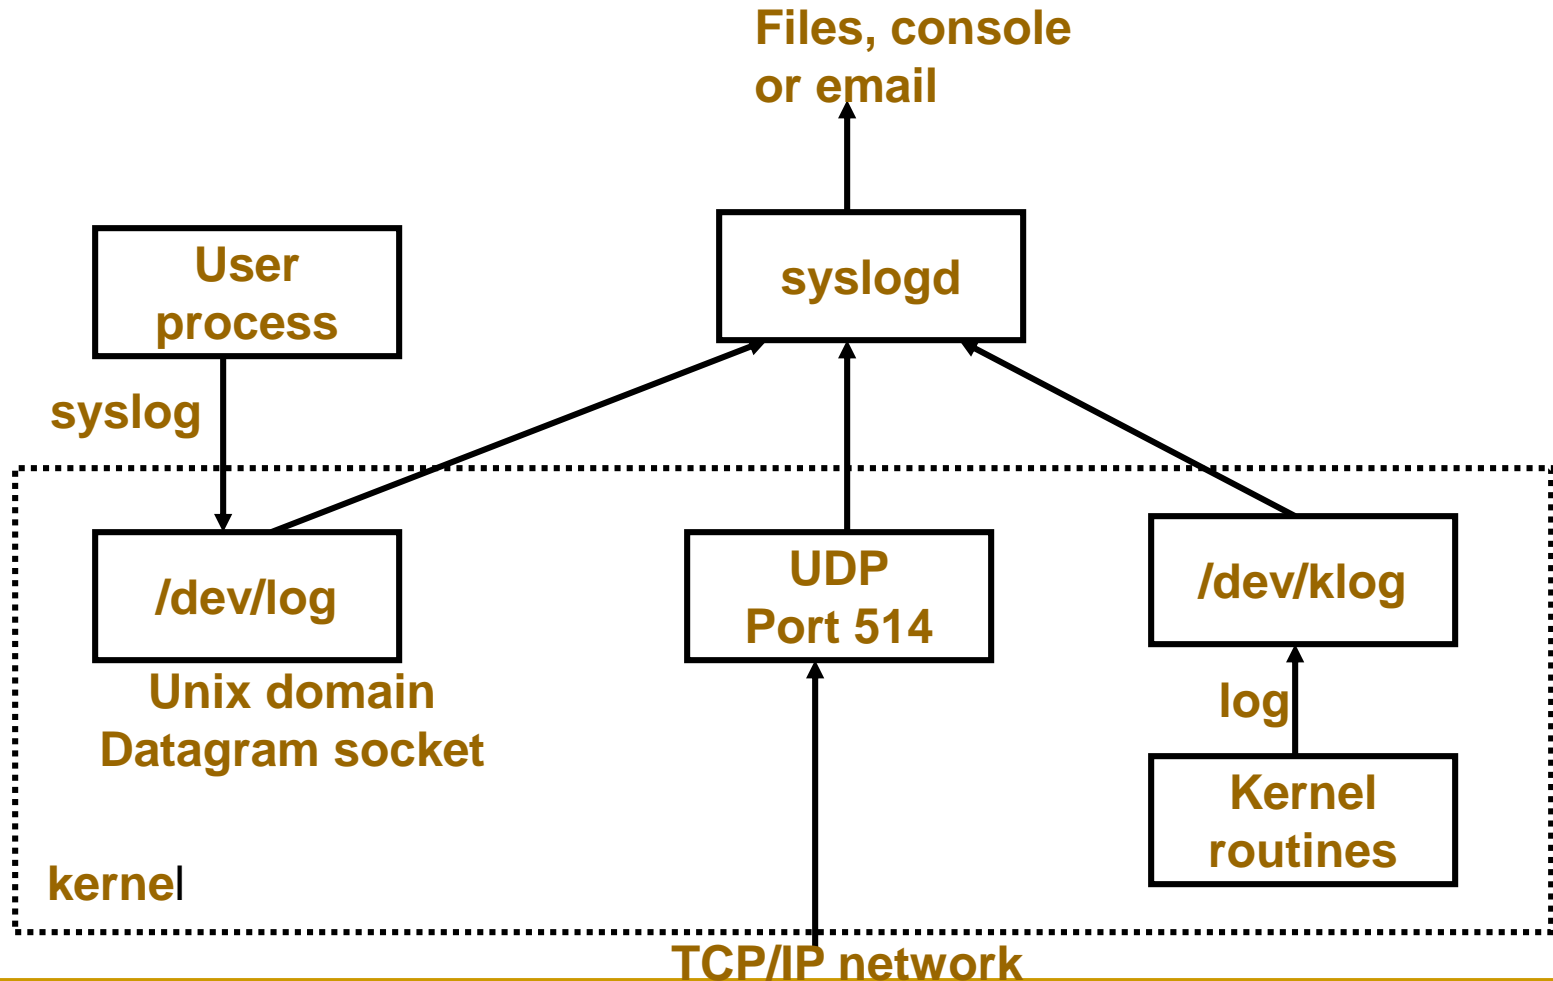 Files, console
or email
User
process
syslogd
syslog
/dev/log
UDP
Port 514
/dev/klog
Unix domain
Datagram socket
log
Kernel
routines
kernel
TCP/IP network